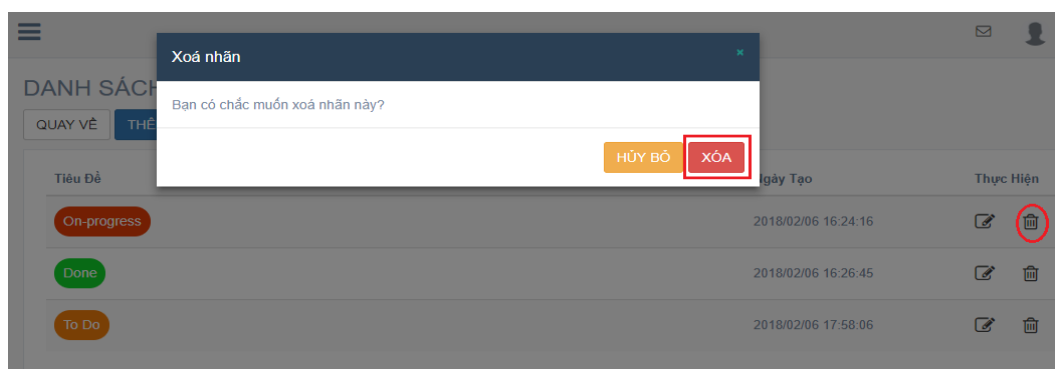 Xoá nhãn
×
Bạn có chắc muốn xoá nhãn này?
HỦY BỎ XÓA
DANH SÁCH
QUAY VỀ THÊ
Tiêu Đề Ngày Tạo Thực Hiện
On-progress 2018/02/06 16:24:16
Done 2018/02/06 16:26:45
To Do 2018/02/06 17:58:06